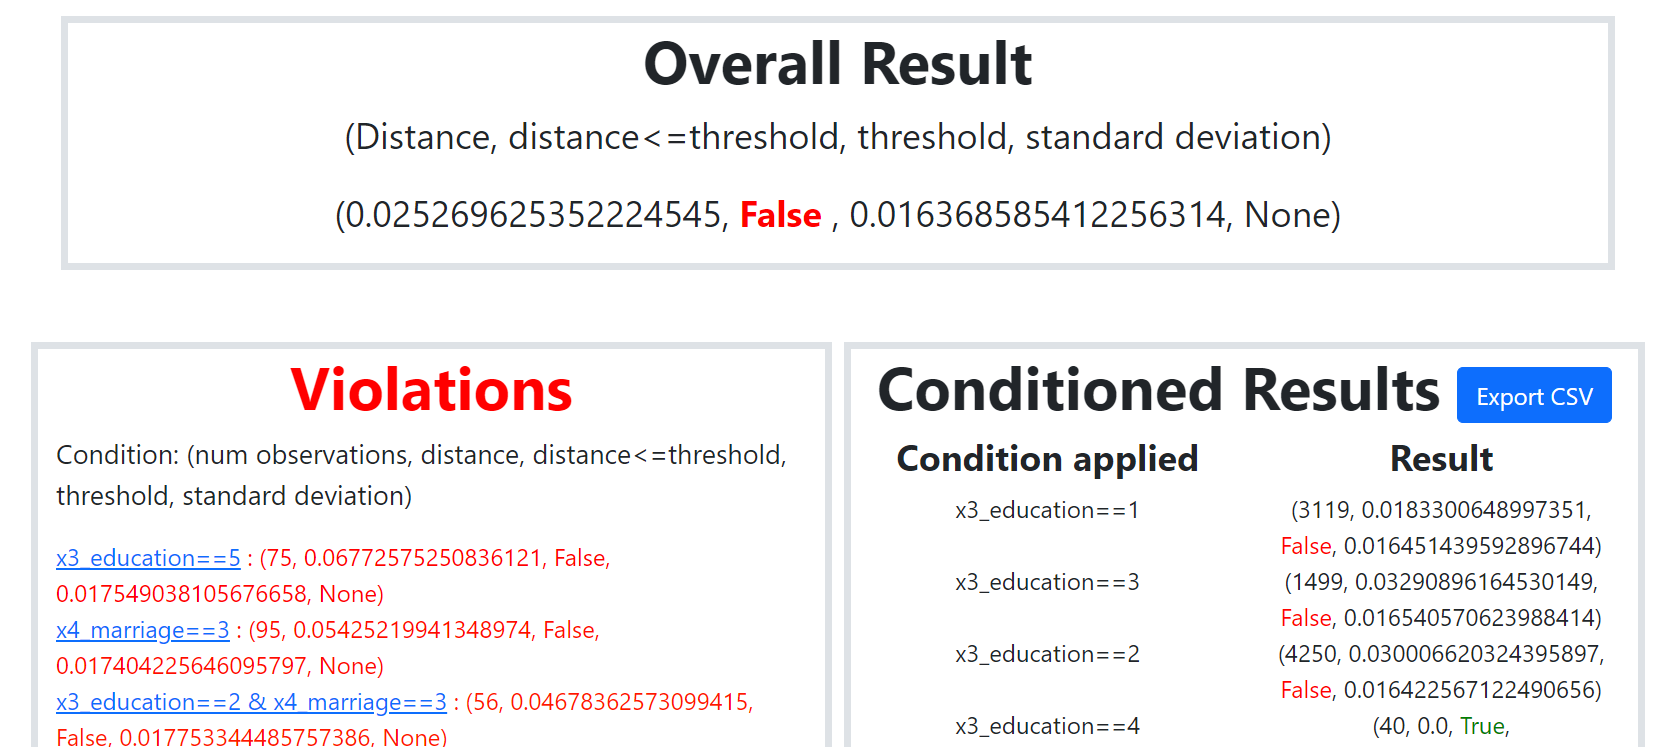 Overall Result
(Distance, distance<=threshold, threshold, standard deviation)
(0.025269625352224545, False , 0.016368585412256314, None)
Violations
Condition: (num observations, distance, distance<=threshold,
threshold, standard deviation)
x3_education==5 : (75, 0.06772575250836121, False,
0.017549038105676658, None)
x4_marriage==3 : (95, 0.05425219941348974, False,
0.017404225646095797, None)
x3_education==2 & x4_marriage==3 : (56, 0.04678362573099415,
False, 0.017753344485757386, None)
Conditioned Results
Export CSV
Condition applied
Result
x3_education==1
(3119, 0.0183300648997351,
False, 0.016451439592896744)
x3_education==3
(1499, 0.03290896164530149,
False, 0.016540570623988414)
x3_education==2
(4250, 0.030006620324395897,
False, 0.016422567122490656)
x3_education==4
(40, 0.0, True,